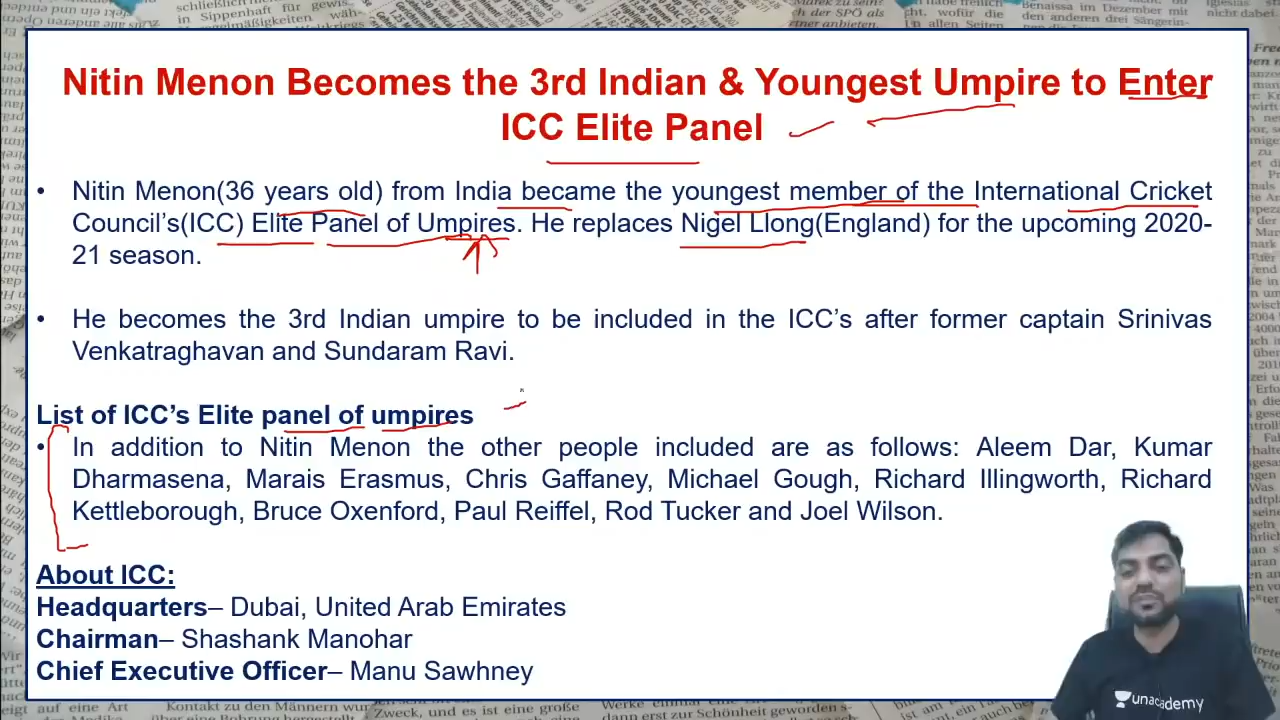 Nitin Menon Becomes the 3rd Indian & Youngest Umpire to Enter
ICC Elite Panel
• Nitin Menon(36 years old) from India became the youngest member of the International Cricket
Council's(ICC) Elite Panel of Umpires. He replaces Nigel Llong(England) for the upcoming 2020-
21 season.
• He becomes the 3rd Indian umpire to be included in the ICC's after former captain Srinivas
Venkatraghavan and Sundaram Ravi.
List of ICC's Elite panel of umpires
• In addition to Nitin Menon the other people included are as follows: Aleem Dar, Kumar
Dharmasena, Marais Erasmus, Chris Gaffaney, Michael Gough, Richard Illingworth, Richard
Kettleborough, Bruce Oxenford, Paul Reiffel, Rod Tucker and Joel Wilson.
About ICC:
Headquarters– Dubai, United Arab Emirates
Chairman– Shashank Manohar
Chief Executive Officer– Manu Sawhney
unacademy